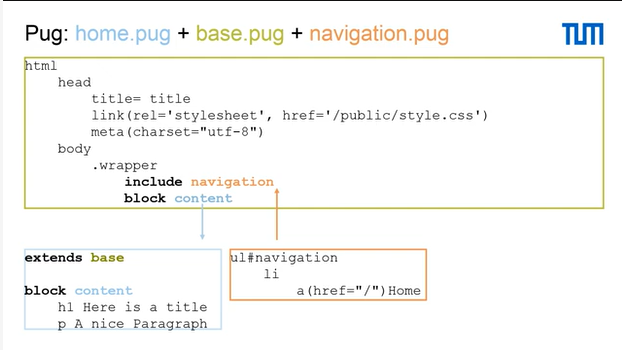 Pug: home.pug + base.pug + navigation.pug
TUM
html
    head
        title= title
        link(rel='stylesheet', href='/public/style.css')
        meta(charset="utf-8")
    body
        .wrapper
            include navigation
            block content
extends base
block content
    h1 Here is a title
    p A nice Paragraph
ul#navigation
    li
        a(href="/")Home